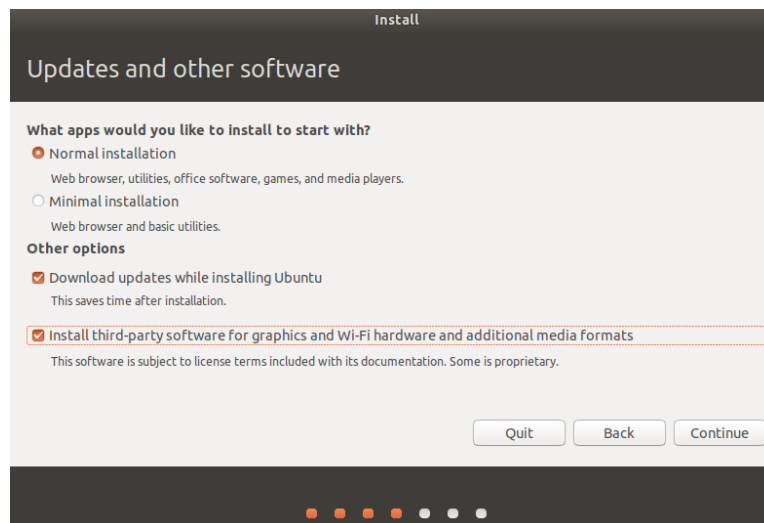 Install
Updates and other software
What apps would you like to install to start with?
Normal installation
Web browser, utilities, office software, games, and media players.
Minimal installation
Web browser and basic utilities.
Other options
Download updates while installing Ubuntu
This saves time after installation.
Install third-party software for graphics and Wi-Fi hardware and additional media formats
This software is subject to license terms included with its documentation. Some is proprietary.
Quit Back Continue